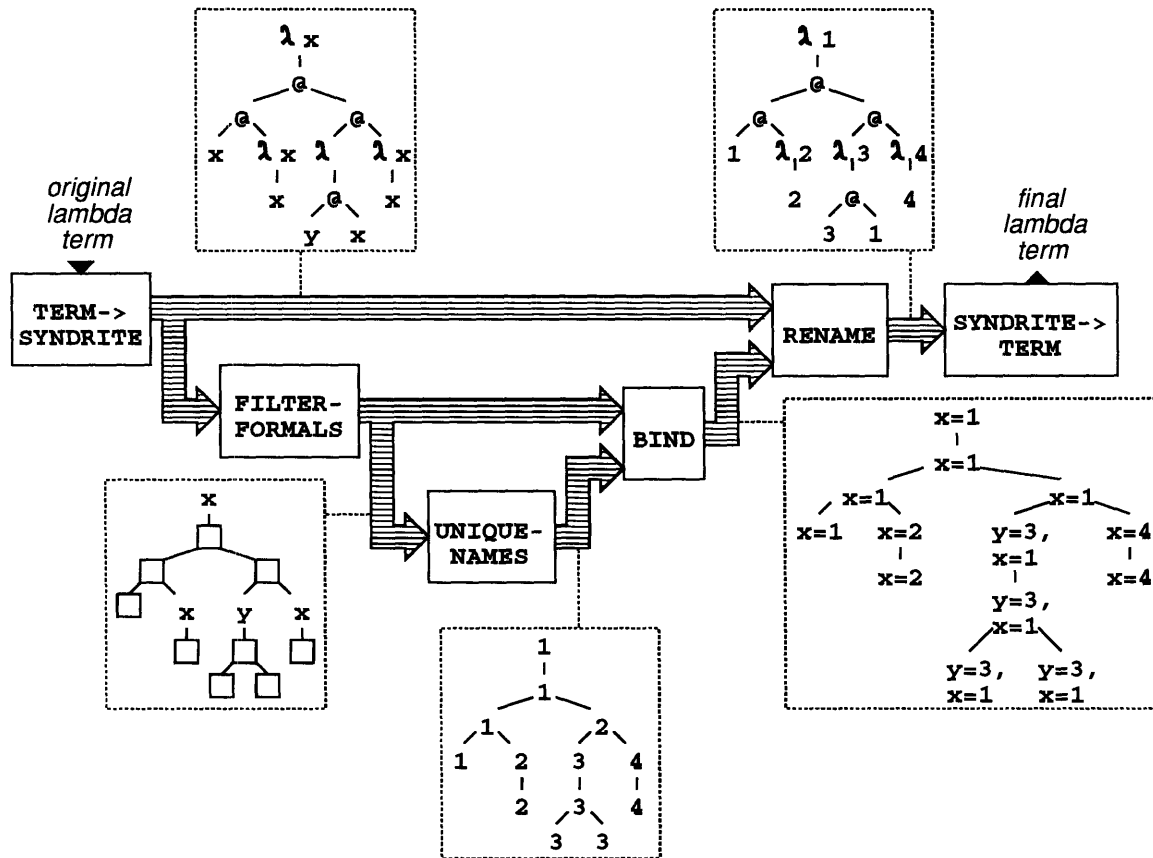 λ x
@
@ @
x λ x λ λ x
x @ x
y x
λ 1
@
@ @
1 λ 2 λ 3 λ 4
2 @ 4
3 1
original
lambda
term
final
lambda
term
TERM->
SYNDRITE
RENAME
SYNDRITE->
TERM
FILTER-
FORMALS
BIND
UNIQUE-
NAMES
x
x y x
x=1
x=1
x=1 x=1
x=1 x=2 y=3, x=4
x=1
x=2 x=4
y=3,
x=1
y=3, y=3,
x=1 x=1
1
1
1 2
1 2 3 4
2 3 4
3 3